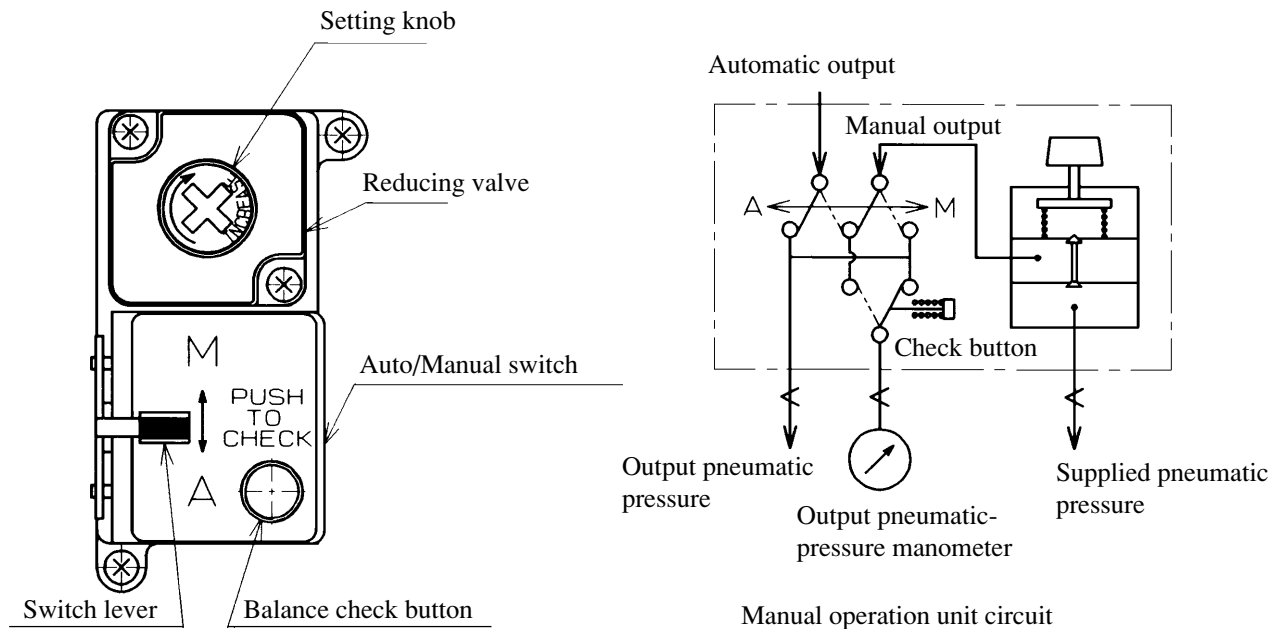 Setting knob
INCREASE
Reducing valve
M
Auto/Manual switch
PUSH
TO
CHECK
A
Switch lever
Balance check button
Automatic output
Manual output
A
M
Check button
Output pneumatic
pressure
Output pneumatic-
pressure manometer
Supplied pneumatic
pressure
Manual operation unit circuit